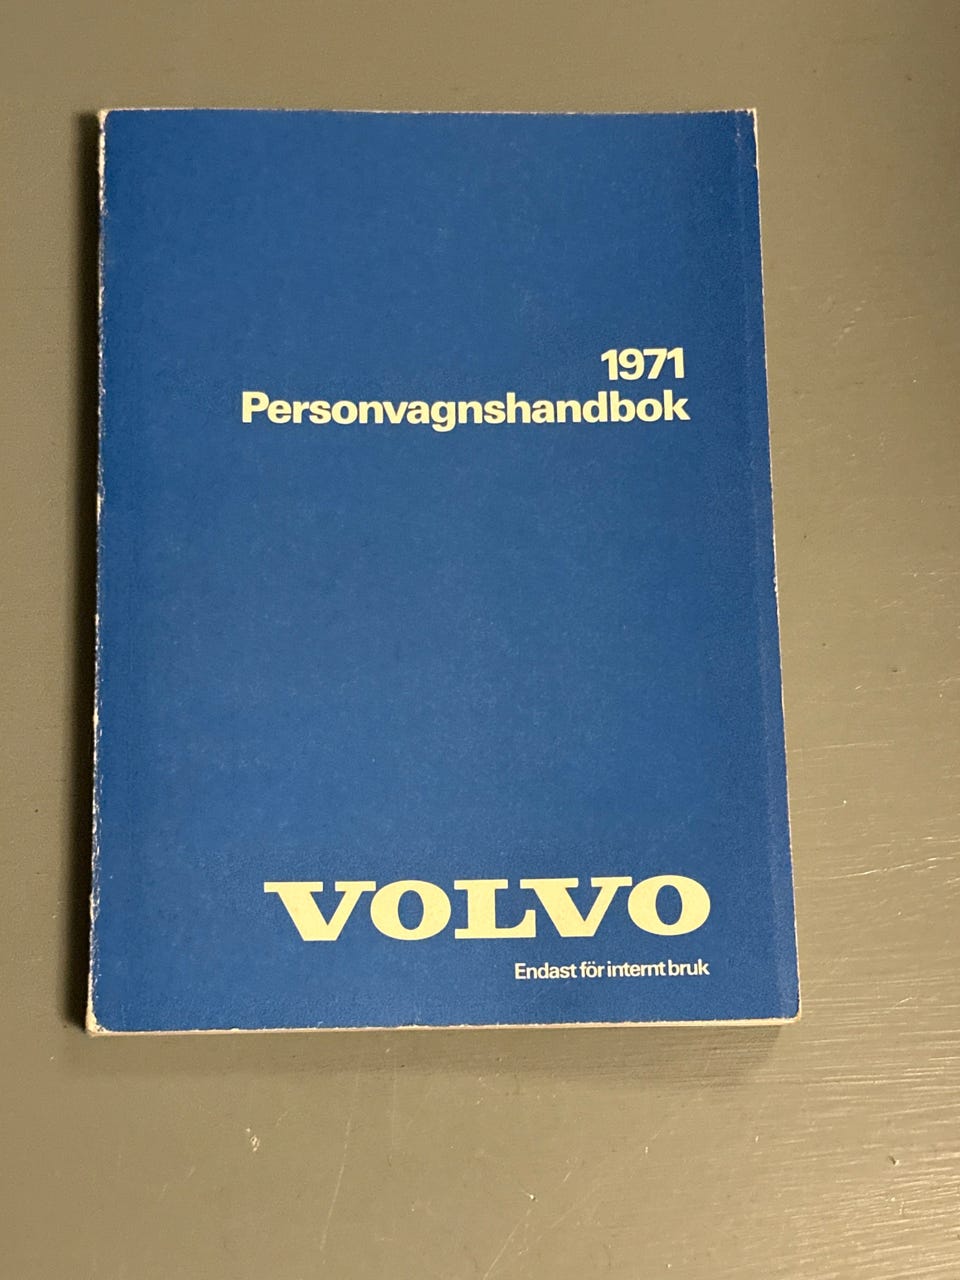 1971
Personvagnshandbok
VOLVO
Endast för internt bruk